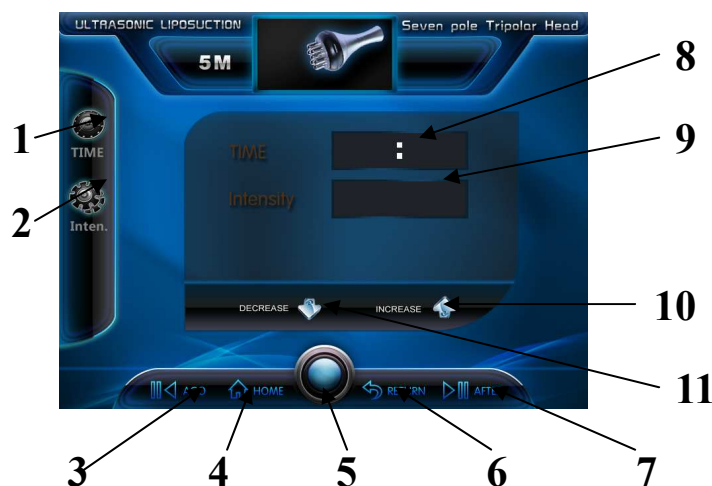 ULTRASONIC LIPOSUCTION
Seven pole Tripolar Head
5M
8
1
TIME
TIME
:
9
2
Inten.
Intensity
DECREASE
INCREASE
10
11
HOME
RETURN
3
4
5
6
7